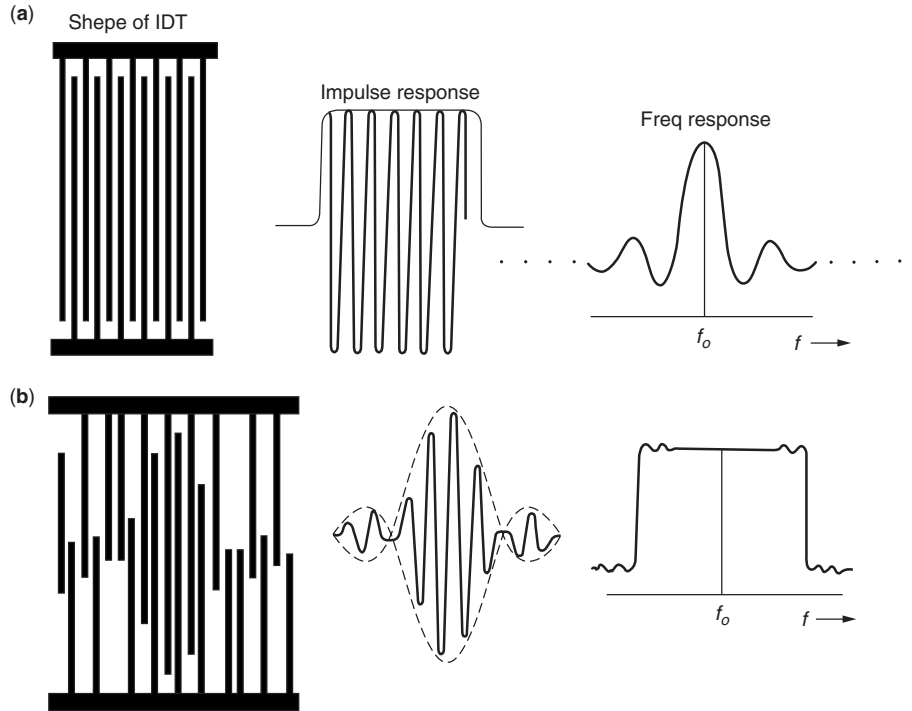 (a)
Shepe of IDT
Impulse response
Freq response
fo
f
(b)
fo
f